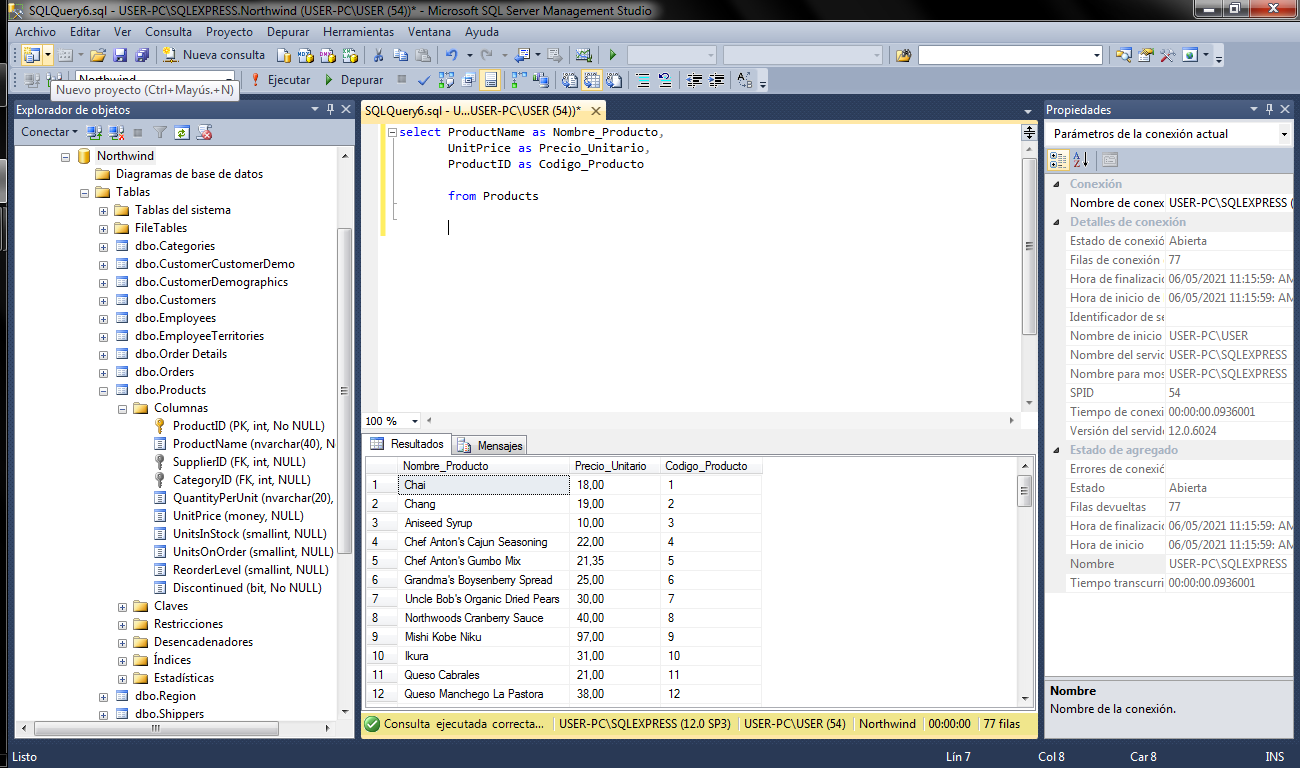 SQLQuery6.sql - USER-PC\SQLEXPRESS.Northwind (USER-PC\USER (54))* - Microsoft SQL Server Management Studio
Archivo Editar Ver Consulta Proyecto Depurar Herramientas Ventana Ayuda
Nueva consulta
Northwind Ejecutar Depurar
Nuevo proyecto (Ctrl+Mayús.+N)
Explorador de objetos
Conectar
Northwind
Diagramas de base de datos
Tablas
Tablas del sistema
FileTables
dbo.Categories
dbo.CustomerCustomerDemo
dbo.CustomerDemographics
dbo.Customers
dbo.Employees
dbo.EmployeeTerritories
dbo.Order Details
dbo.Orders
dbo.Products
Columnas
ProductID (PK, int, No NULL)
ProductName (nvarchar(40), N
SupplierID (FK, int, NULL)
CategoryID (FK, int, NULL)
QuantityPerUnit (nvarchar(20),
UnitPrice (money, NULL)
UnitsInStock (smallint, NULL)
UnitsOnOrder (smallint, NULL)
ReorderLevel (smallint, NULL)
Discontinued (bit, No NULL)
Claves
Restricciones
Desencadenadores
Índices
Estadísticas
dbo.Region
dbo.Shippers
SQLQuery6.sql - U...USER-PC\USER (54))*
select ProductName as Nombre_Producto,
UnitPrice as Precio_Unitario,
ProductID as Codigo_Producto
from Products
100 %
Resultados Mensajes
Nombre_Producto Precio_Unitario Codigo_Producto
1 Chai 18,00 1
2 Chang 19,00 2
3 Aniseed Syrup 10,00 3
4 Chef Anton's Cajun Seasoning 22,00 4
5 Chef Anton's Gumbo Mix 21,35 5
6 Grandma's Boysenberry Spread 25,00 6
7 Uncle Bob's Organic Dried Pears 30,00 7
8 Northwoods Cranberry Sauce 40,00 8
9 Mishi Kobe Niku 97,00 9
10 Ikura 31,00 10
11 Queso Cabrales 21,00 11
12 Queso Manchego La Pastora 38,00 12
Consulta ejecutada correcta... USER-PC\SQLEXPRESS (12.0 SP3) USER-PC\USER (54) Northwind 00:00:00 77 filas
Propiedades
Parámetros de la conexión actual
Conexión
Nombre de conex USER-PC\SQLEXPRESS (
Detalles de conexión
Estado de conexió Abierta
Filas de conexión 77
Hora de finalizació 06/05/2021 11:15:59: AM
Hora de inicio de 06/05/2021 11:15:59: AM
Identificador de se
Nombre de inicio USER-PC\USER
Nombre del servic USER-PC\SQLEXPRESS
Nombre para mos USER-PC\SQLEXPRESS
SPID 54
Tiempo de conexi 00:00:00.0936001
Versión del servid 12.0.6024
Estado de agregado
Errores de conexió
Estado Abierta
Filas devueltas 77
Hora de finalizació 06/05/2021 11:15:59: AM
Hora de inicio 06/05/2021 11:15:59: AM
Nombre USER-PC\SQLEXPRESS
Tiempo transcurri 00:00:00.0936001
Nombre
Nombre de la conexión.
Listo Lín 7 Col 8 Car 8 INS